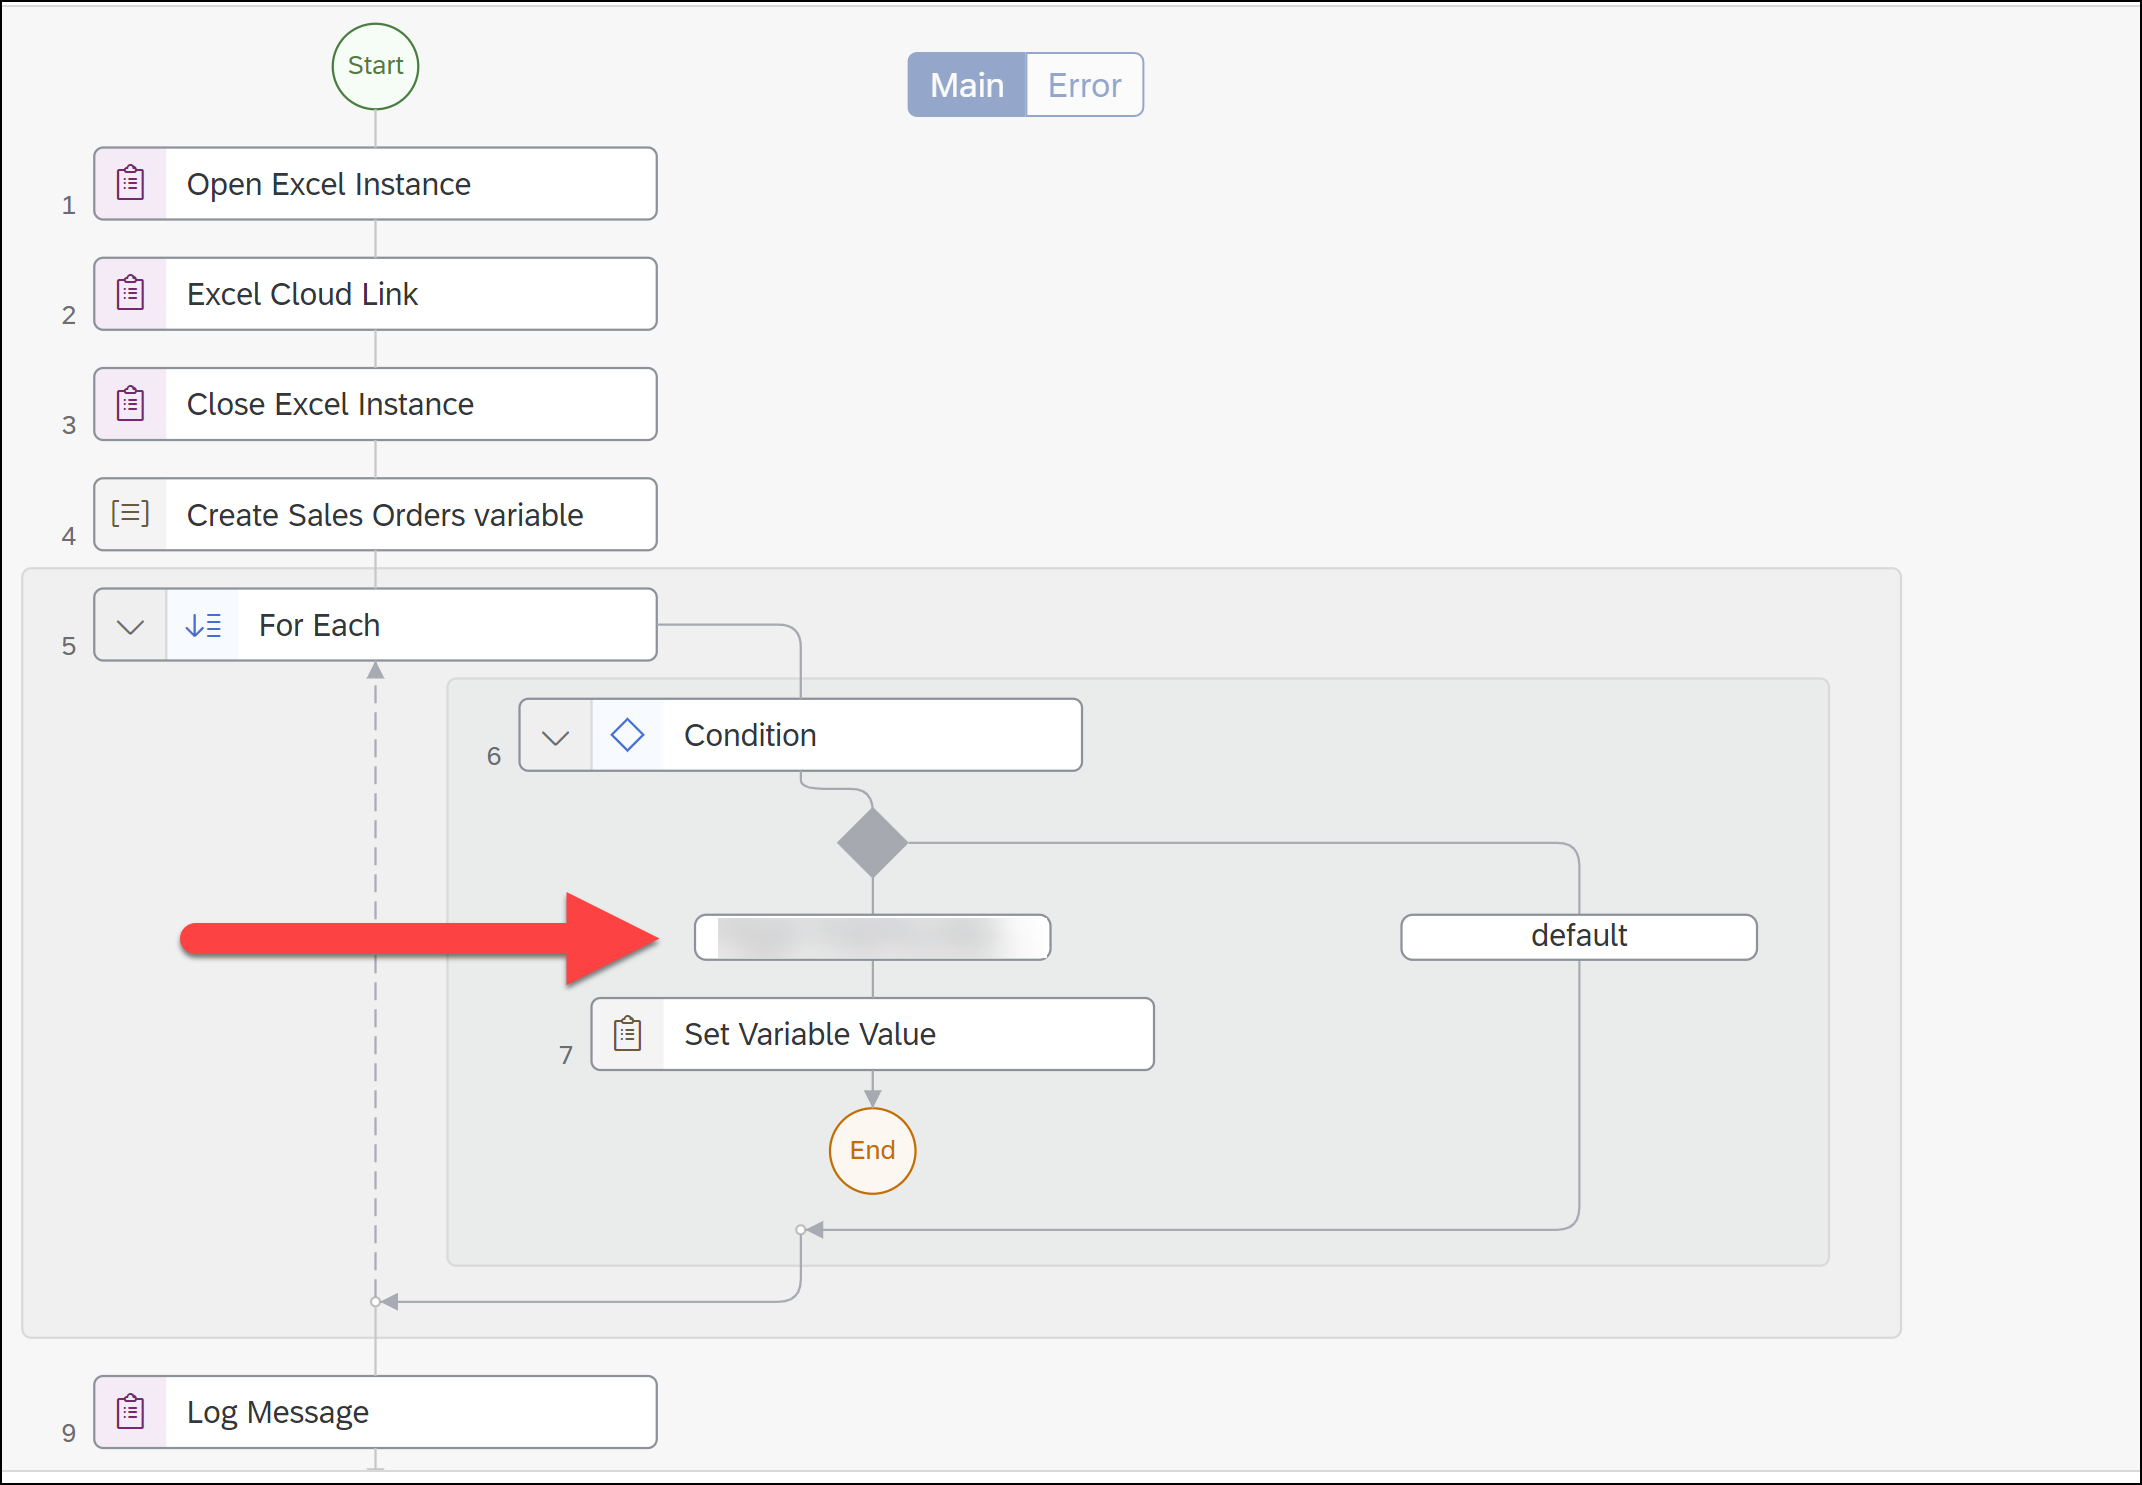 Start
Main Error
1 Open Excel Instance
2 Excel Cloud Link
3 Close Excel Instance
4 Create Sales Orders variable
5 For Each
6 Condition
default
7 Set Variable Value
End
9 Log Message